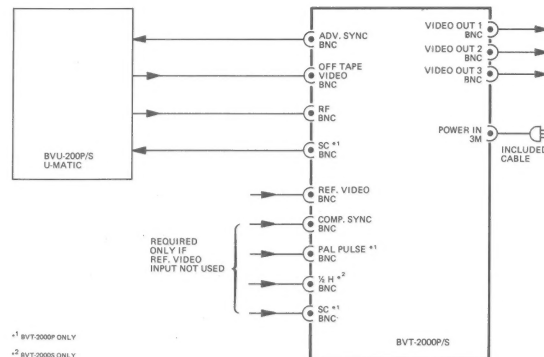 ADV. SYNC
BNC
OFF TAPE
VIDEO
BNC
RF
BNC
SC *1
BNC
BVU-200P/S
U-MATIC
REF. VIDEO
BNC
COMP. SYNC
BNC
PAL PULSE *1
BNC
½ H *2
BNC
SC *1
BNC
REQUIRED
ONLY IF
REF. VIDEO
INPUT NOT USED
VIDEO OUT 1
BNC
VIDEO OUT 2
BNC
VIDEO OUT 3
BNC
POWER IN
3M
INCLUDED
CABLE
BVT-2000P/S
*1 BVT-2000P ONLY
*2 BVT-2000S ONLY